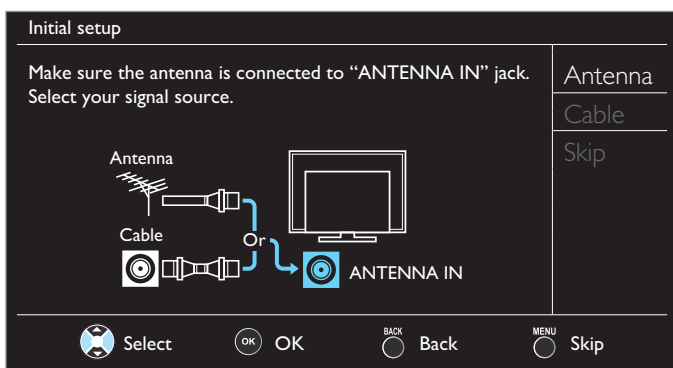 Initial setup
Make sure the antenna is connected to “ANTENNA IN” jack.
Select your signal source.
Antenna
Cable
Skip
Antenna
Cable
Or
ANTENNA IN
Select
OK
OK
BACK
Back
MENU
Skip